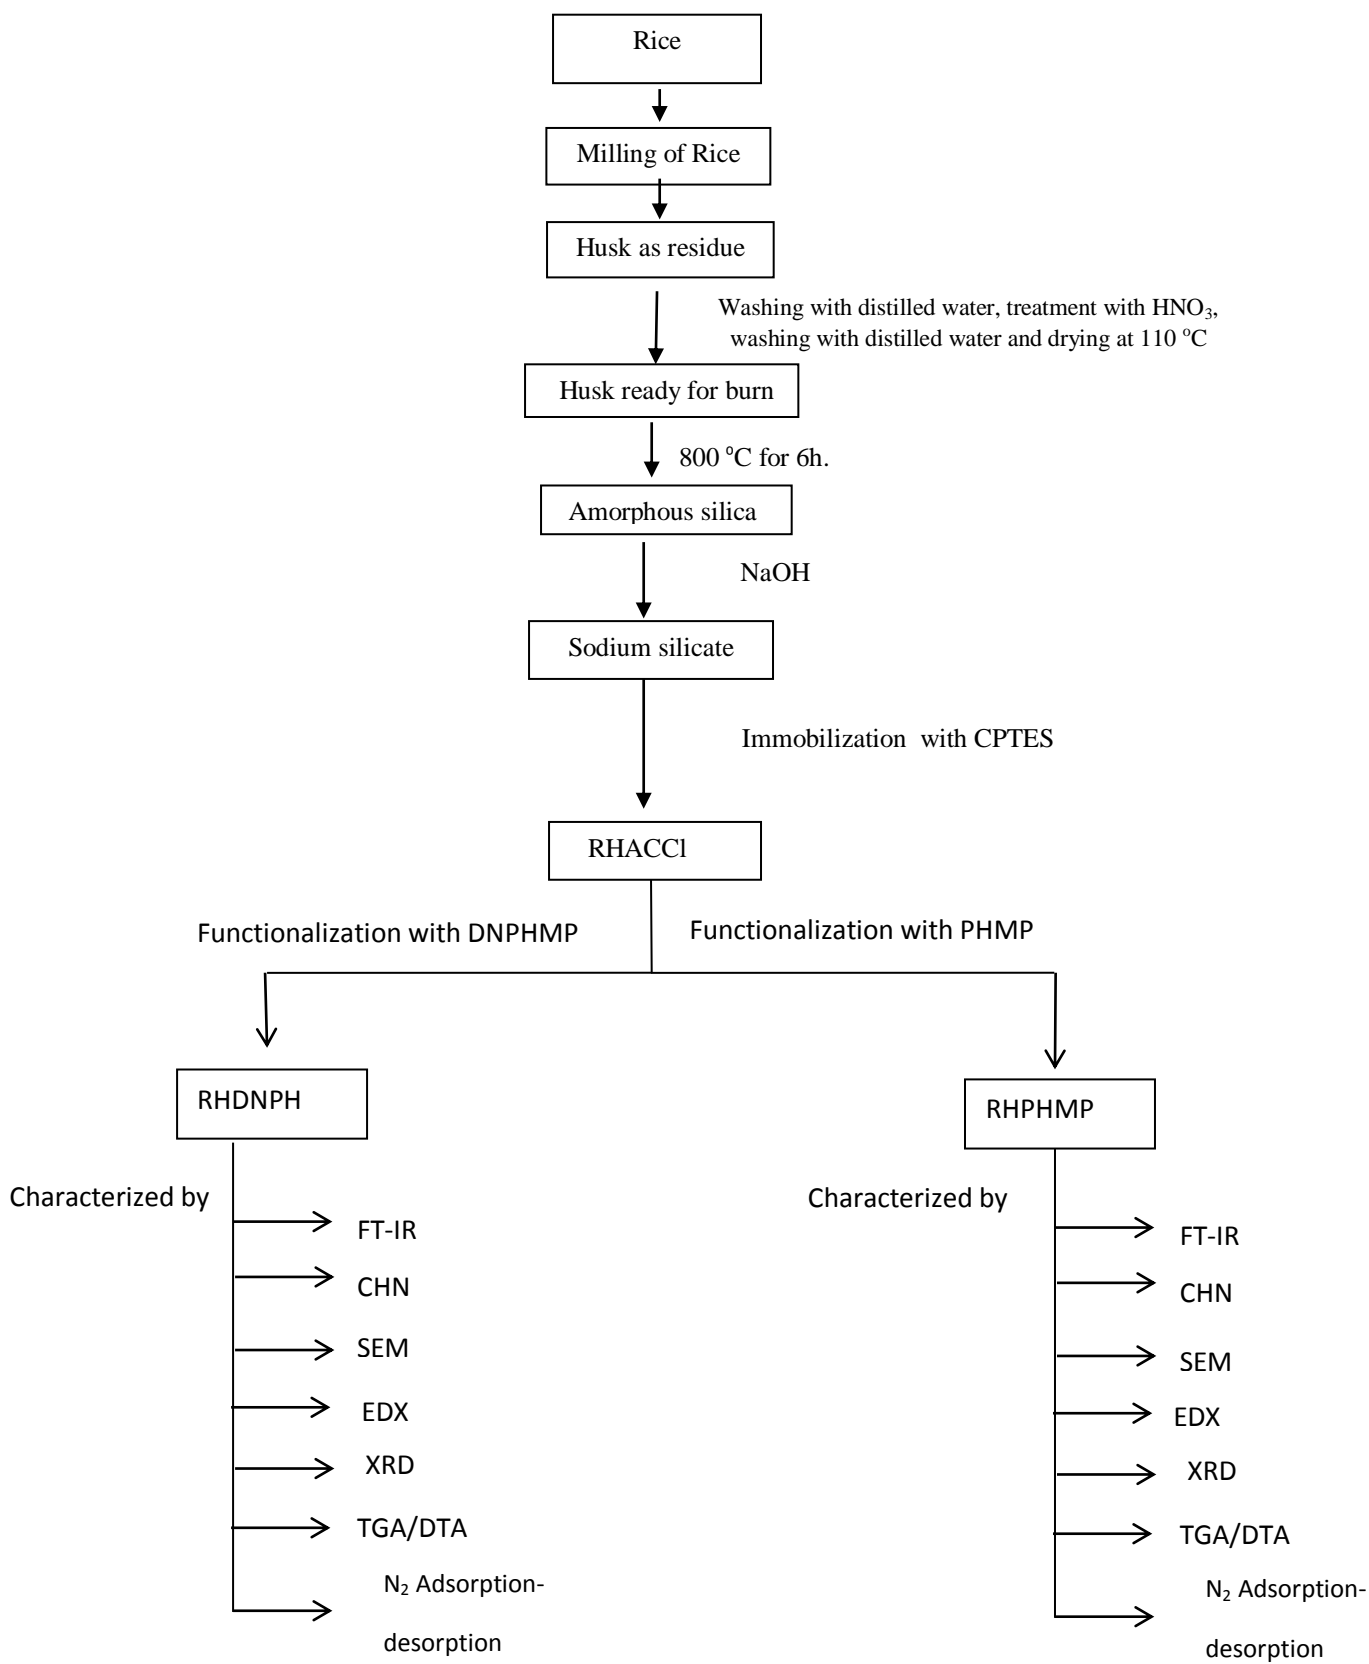 Rice
Milling of Rice
Husk as residue
Washing with distilled water, treatment with HNO₃,
washing with distilled water and drying at 110 °C
Husk ready for burn
800 °C for 6h.
Amorphous silica
NaOH
Sodium silicate
Immobilization with CPTES
RHACCl
Functionalization with DNPHMP
Functionalization with PHMP
RHDNPH
Characterized by
FT-IR
CHN
SEM
EDX
XRD
TGA/DTA
N₂ Adsorption-
desorption
RHPHMP
Characterized by
FT-IR
CHN
SEM
EDX
XRD
TGA/DTA
N₂ Adsorption-
desorption